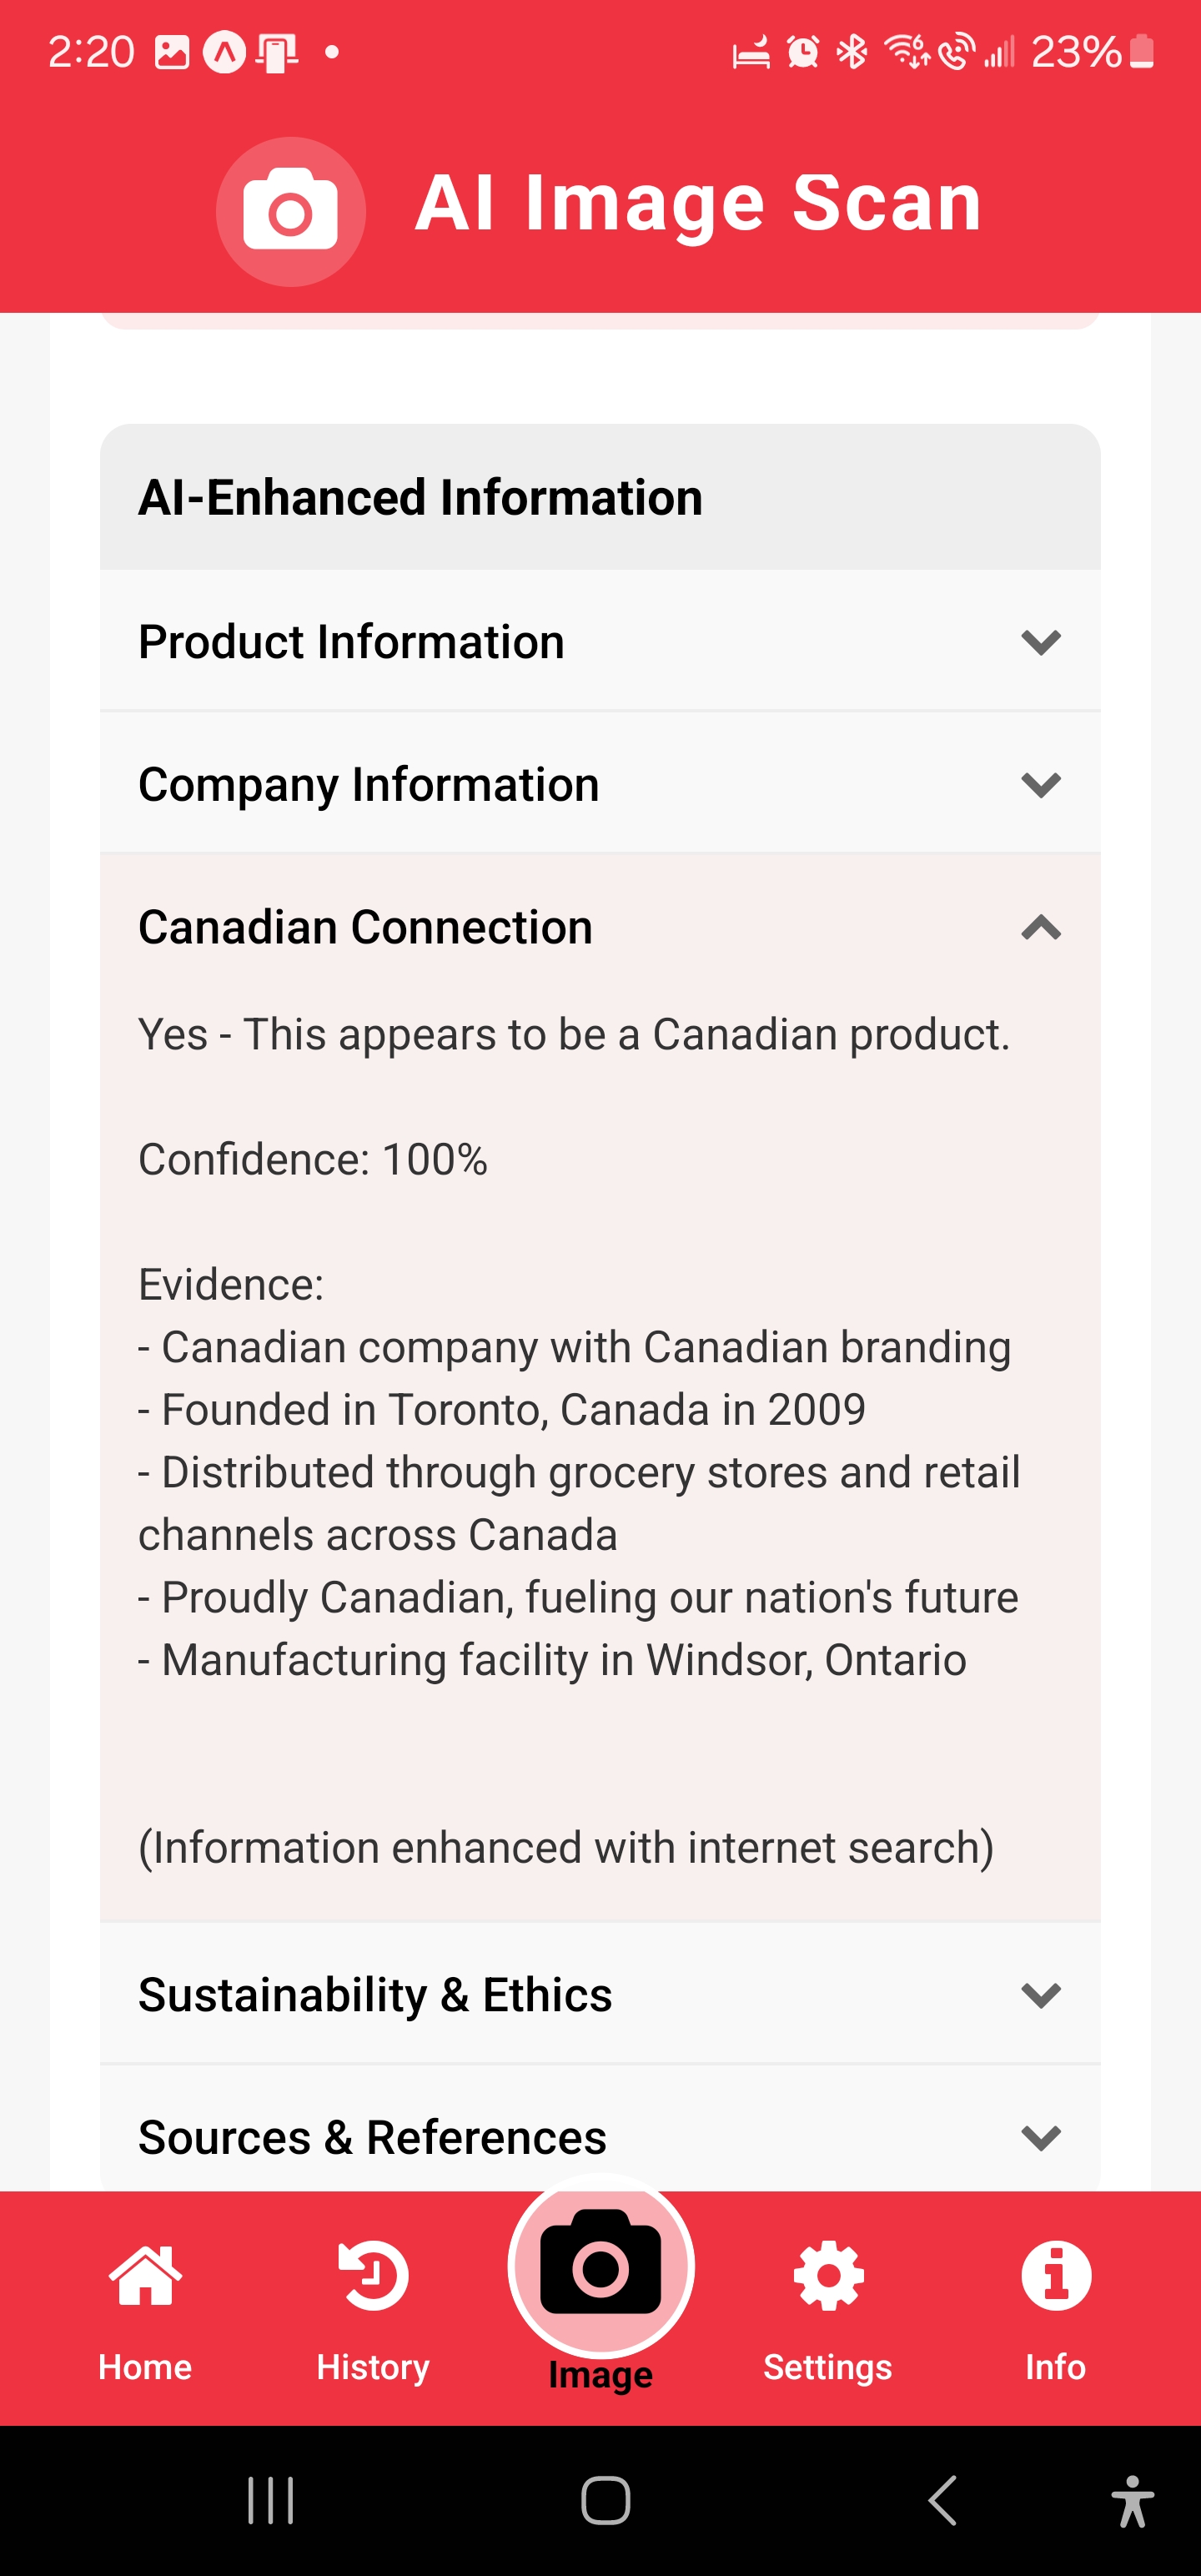 2:20
6
23%
AI Image Scan
AI-Enhanced Information
Product Information
Company Information
Canadian Connection
Yes - This appears to be a Canadian product.
Confidence: 100%
Evidence:
- Canadian company with Canadian branding
- Founded in Toronto, Canada in 2009
- Distributed through grocery stores and retail
channels across Canada
- Proudly Canadian, fueling our nation's future
- Manufacturing facility in Windsor, Ontario
(Information enhanced with internet search)
Sustainability & Ethics
Sources & References
Home
History
Image
Settings
Info